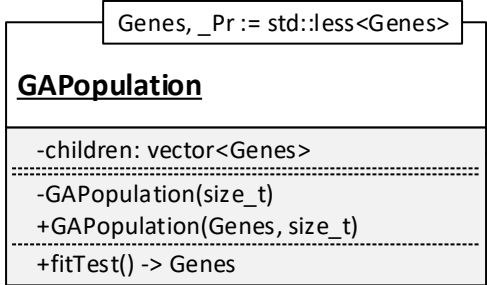 Genes, _Pr := std::less<Genes>
GAPopulation
-children: vector<Genes>
-GAPopulation(size_t)
+GAPopulation(Genes, size_t)
+fitTest() -> Genes